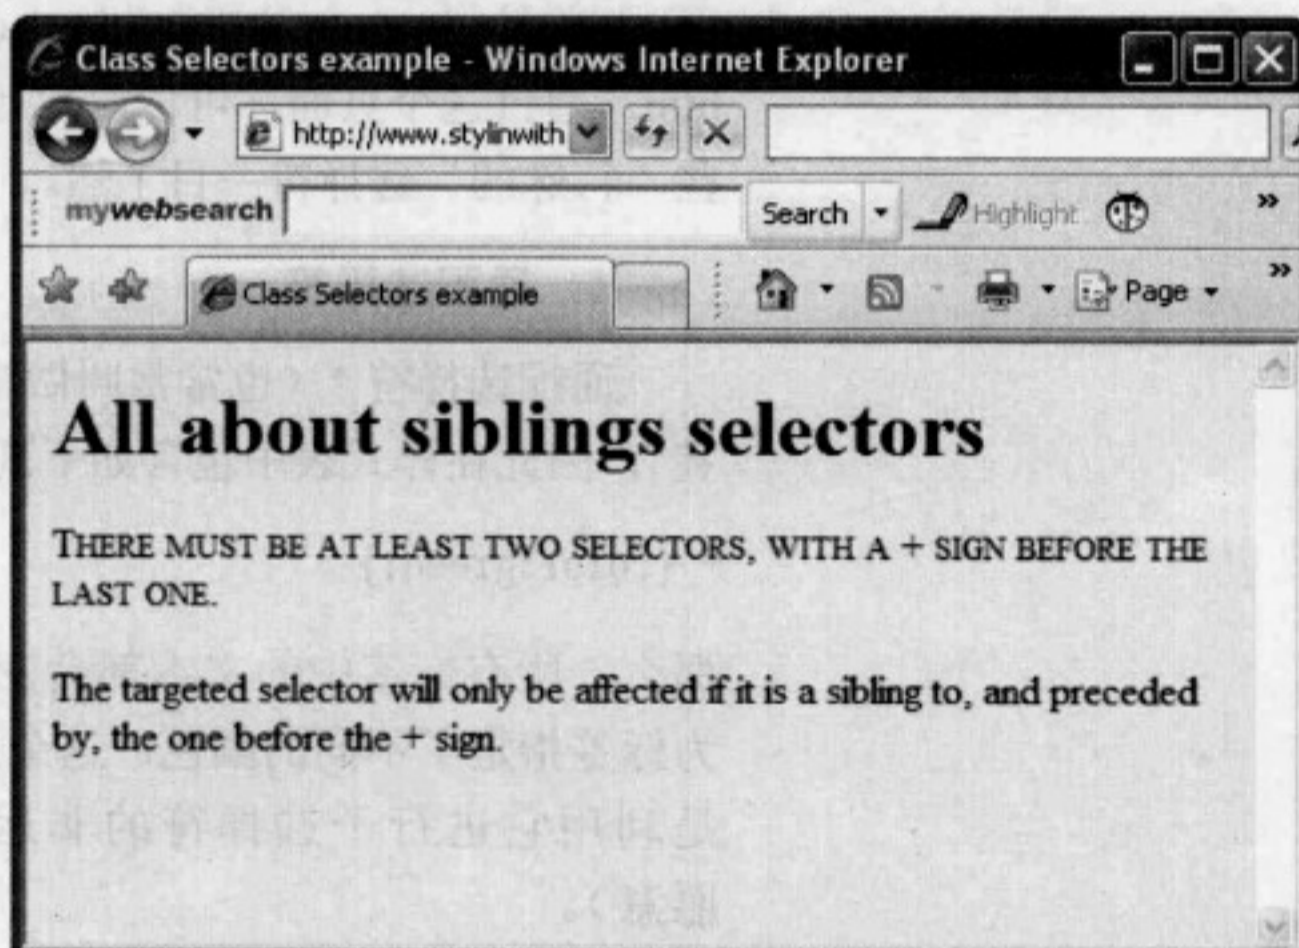 Class Selectors example - Windows Internet Explorer
http://www.stylinwith
mywebsearch Search Highlight »
Class Selectors example Page »
All about siblings selectors
THERE MUST BE AT LEAST TWO SELECTORS, WITH A + SIGN BEFORE THE
LAST ONE.
The targeted selector will only be affected if it is a sibling to, and preceded
by, the one before the + sign.